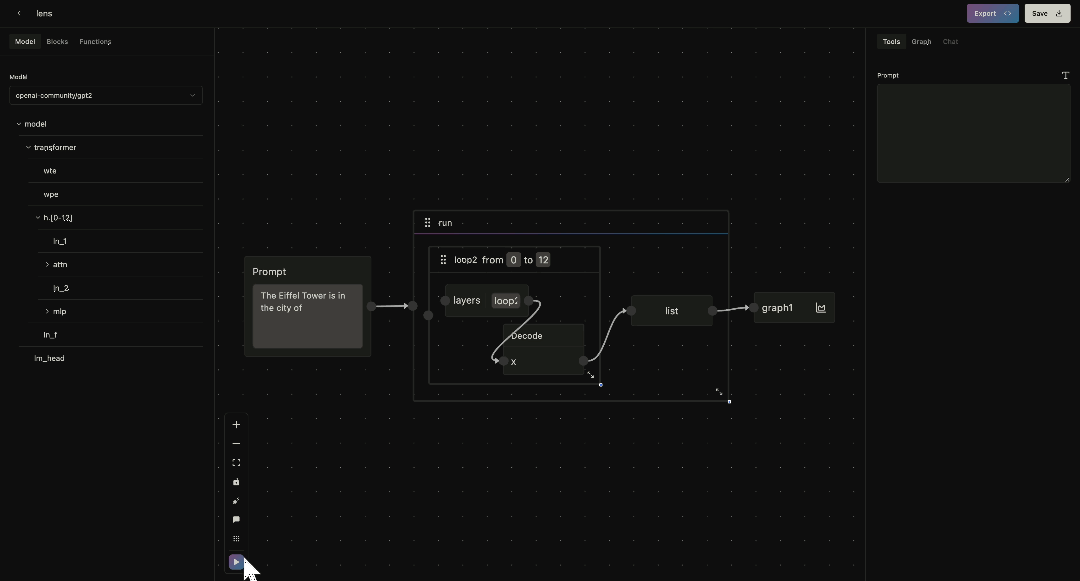 lens
Export
Save
Model
Blocks
Functions
Tools
Graph
Chat
Model
openai-community/gpt2
model
transformer
wte
wpe
h.[0-12]
ln_1
attn
ln_2
mlp
ln_f
lm_head
Prompt
The Eiffel Tower is in
the city of
run
loop2 from 0 to 12
layers loop2
Decode
x
list
graph1
Prompt